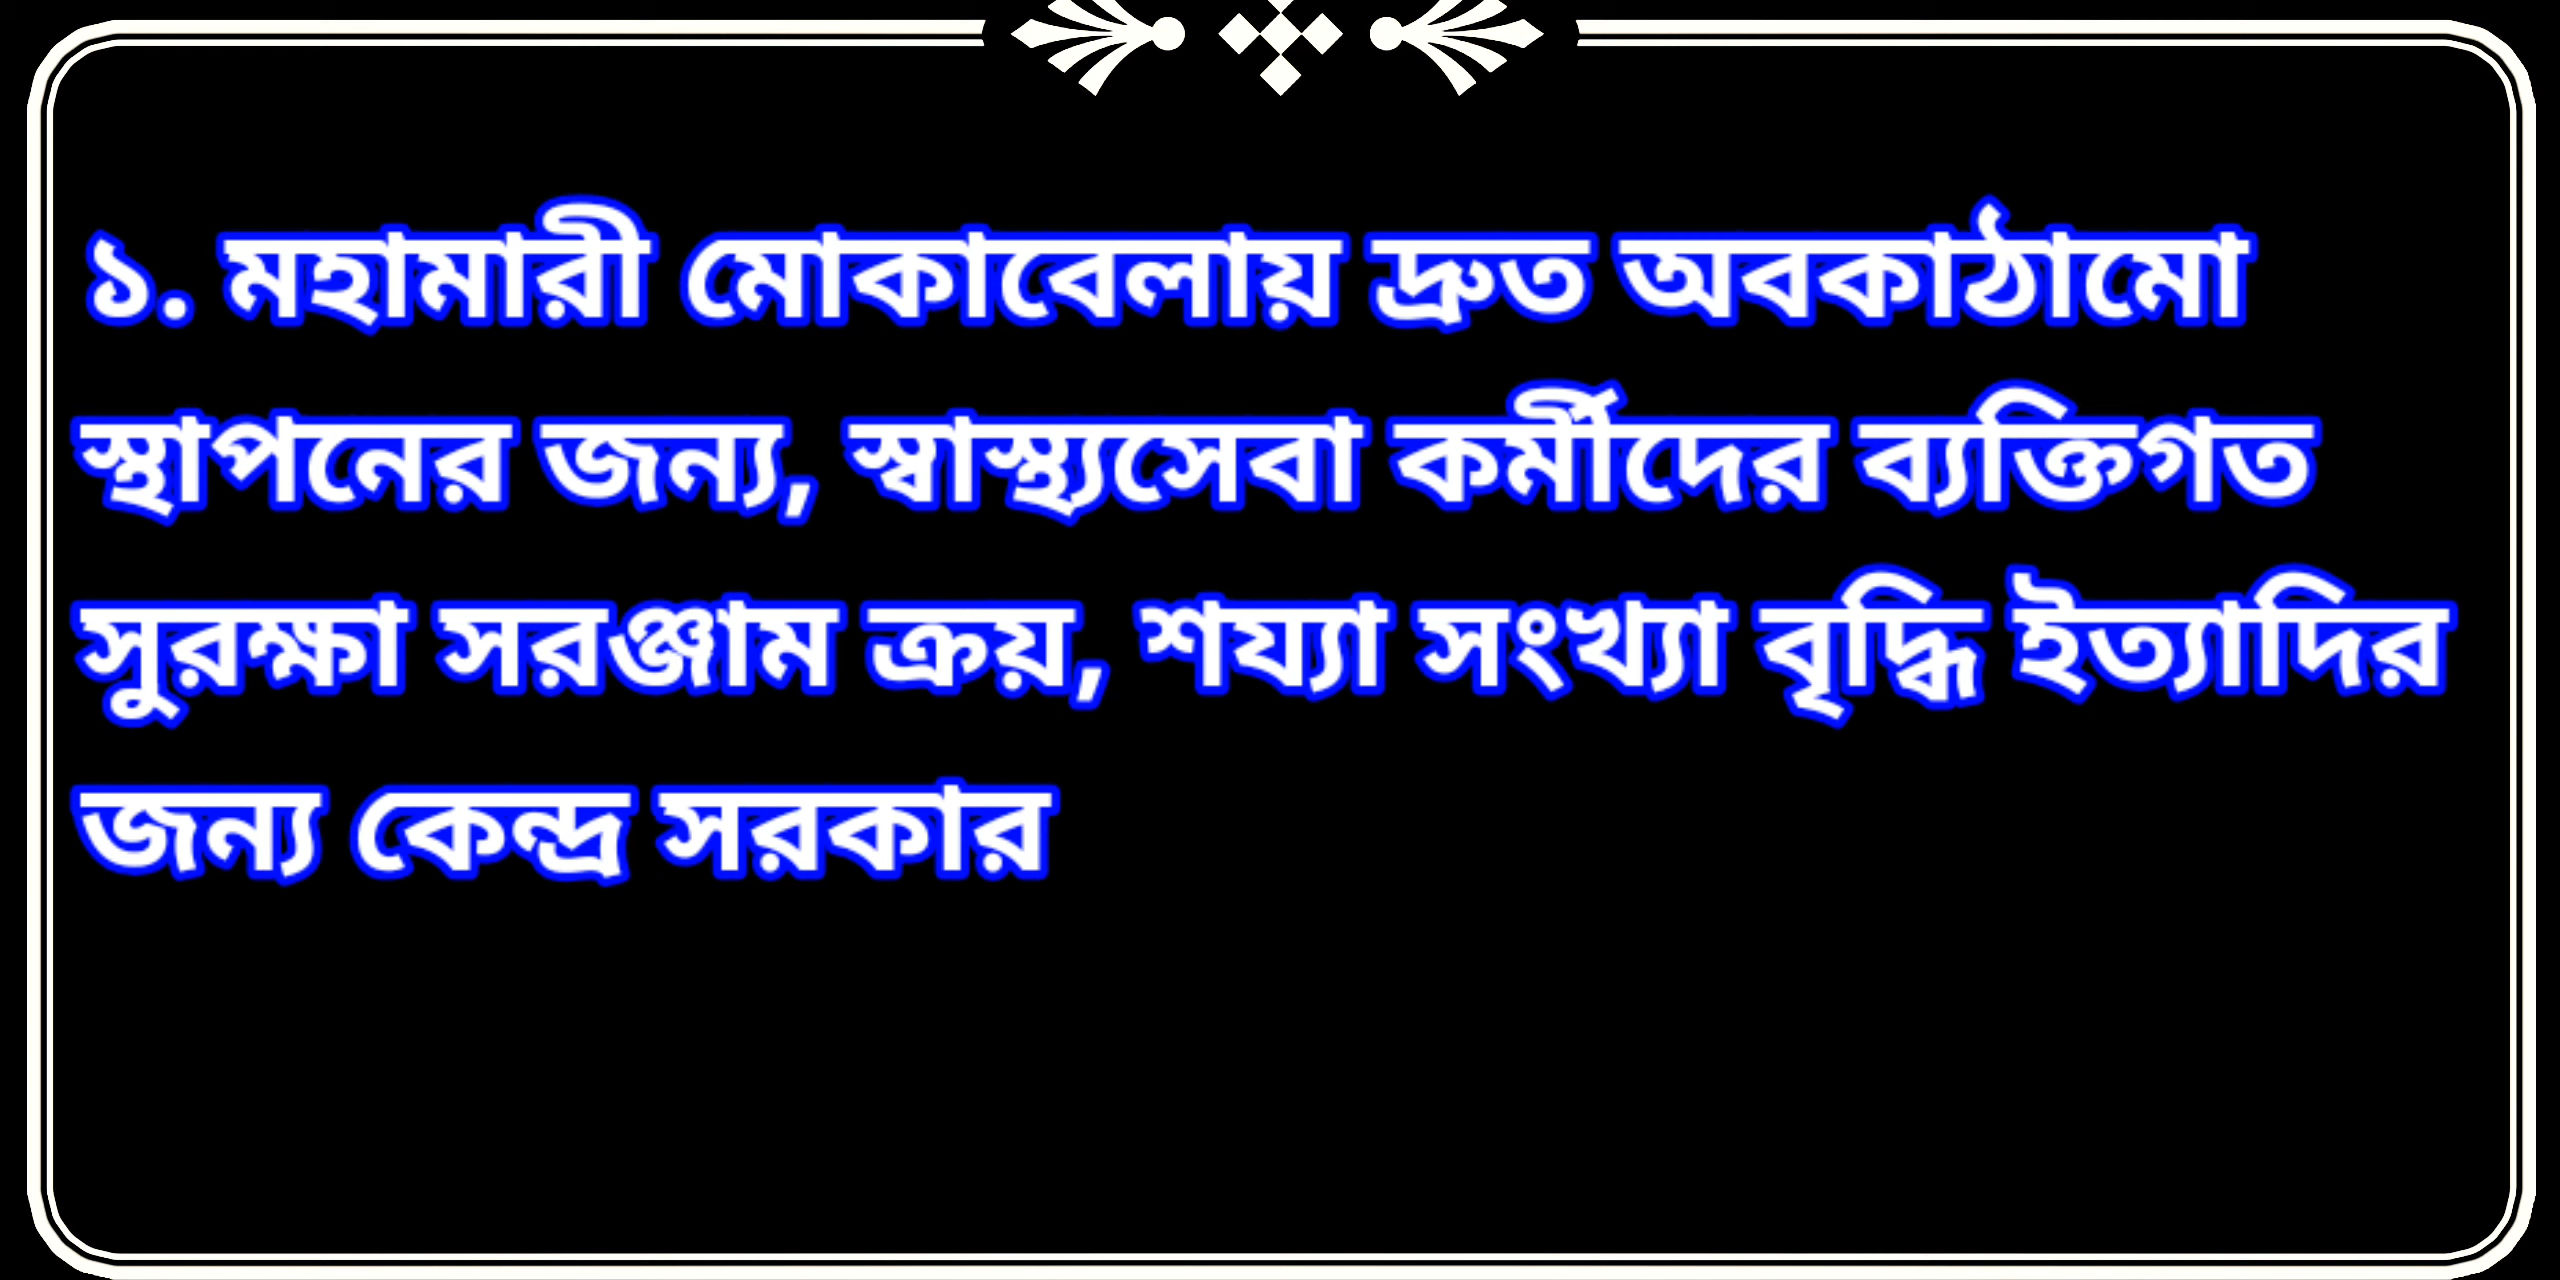 ১. মহামারী মোকাবেলায় দ্রুত অবকাঠামো
স্থাপনের জন্য, স্বাস্থ্যসেবা কর্মীদের ব্যক্তিগত
সুরক্ষা সরঞ্জাম ক্রয়, শয্যা সংখ্যা বৃদ্ধি ইত্যাদির
জন্য কেন্দ্র সরকার